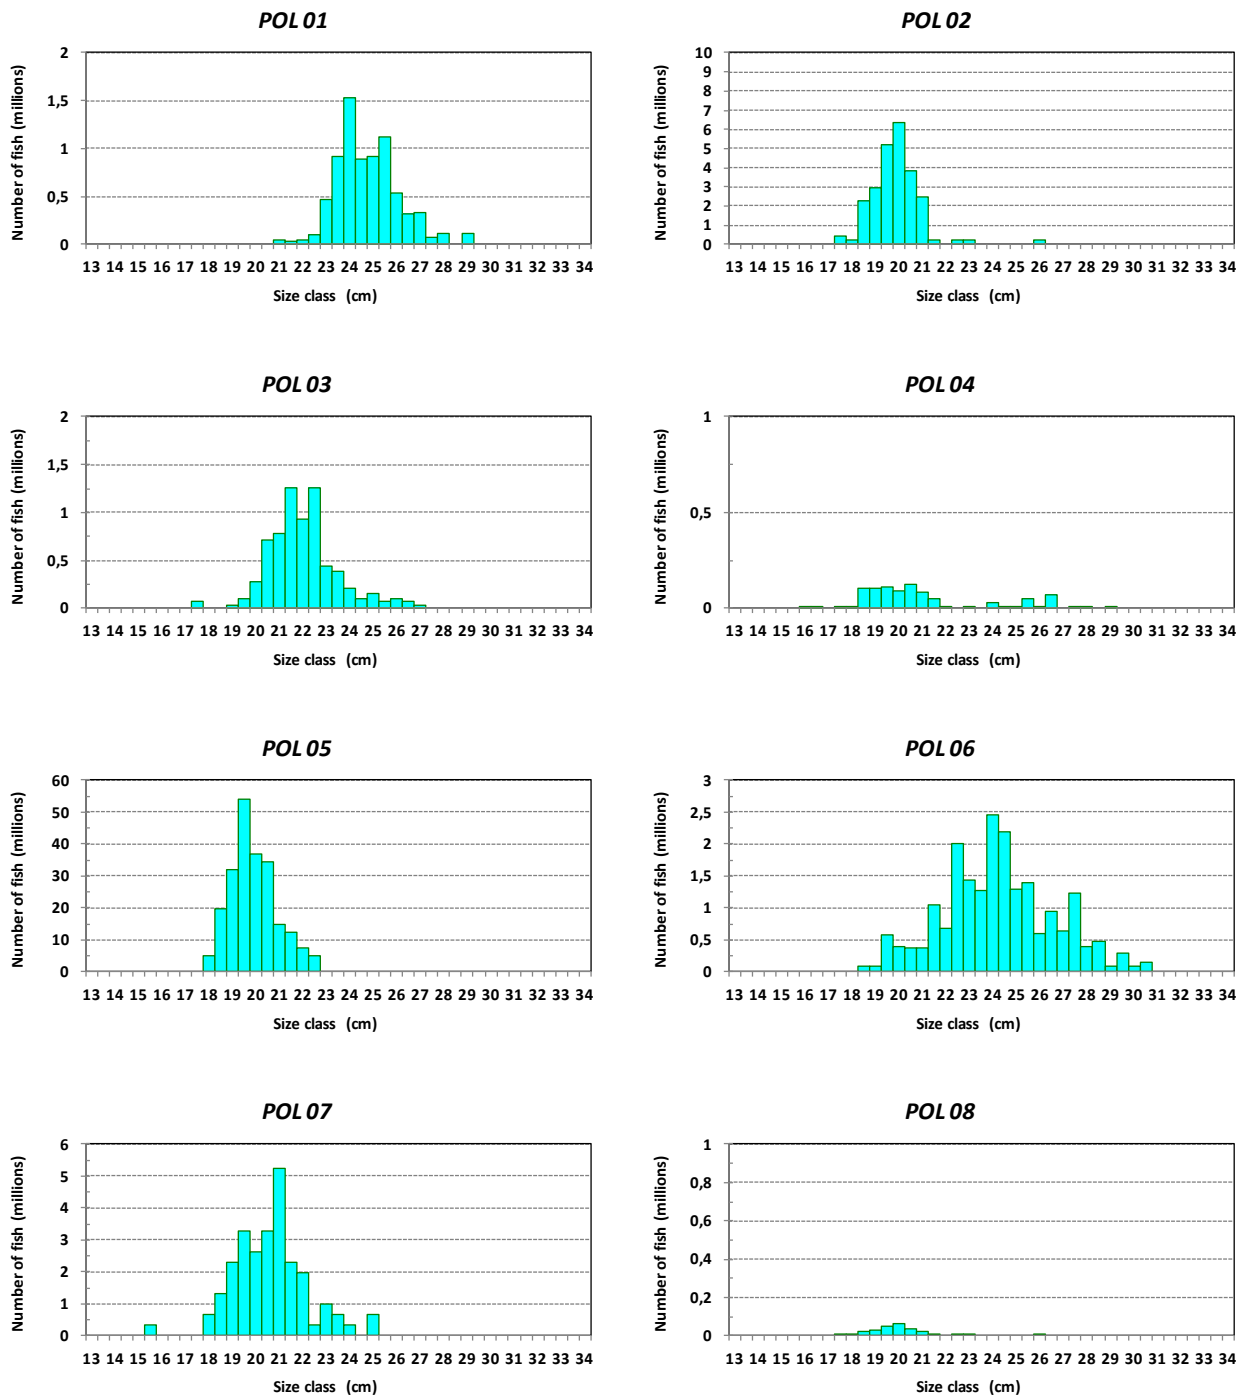 POL 01
Number of fish (millions)
2
1,5
1
0,5
0
13 14 15 16 17 18 19 20 21 22 23 24 25 26 27 28 29 30 31 32 33 34
Size class (cm)
POL 02
Number of fish (millions)
10
9
8
7
6
5
4
3
2
1
0
13 14 15 16 17 18 19 20 21 22 23 24 25 26 27 28 29 30 31 32 33 34
Size class (cm)
POL 03
Number of fish (millions)
2
1,5
1
0,5
0
13 14 15 16 17 18 19 20 21 22 23 24 25 26 27 28 29 30 31 32 33 34
Size class (cm)
POL 04
Number of fish (millions)
1
0,5
0
13 14 15 16 17 18 19 20 21 22 23 24 25 26 27 28 29 30 31 32 33 34
Size class (cm)
POL 05
Number of fish (millions)
60
50
40
30
20
10
0
13 14 15 16 17 18 19 20 21 22 23 24 25 26 27 28 29 30 31 32 33 34
Size class (cm)
POL 06
Number of fish (millions)
3
2,5
2
1,5
1
0,5
0
13 14 15 16 17 18 19 20 21 22 23 24 25 26 27 28 29 30 31 32 33 34
Size class (cm)
POL 07
Number of fish (millions)
6
5
4
3
2
1
0
13 14 15 16 17 18 19 20 21 22 23 24 25 26 27 28 29 30 31 32 33 34
Size class (cm)
POL 08
Number of fish (millions)
1
0,8
0,6
0,4
0,2
0
13 14 15 16 17 18 19 20 21 22 23 24 25 26 27 28 29 30 31 32 33 34
Size class (cm)